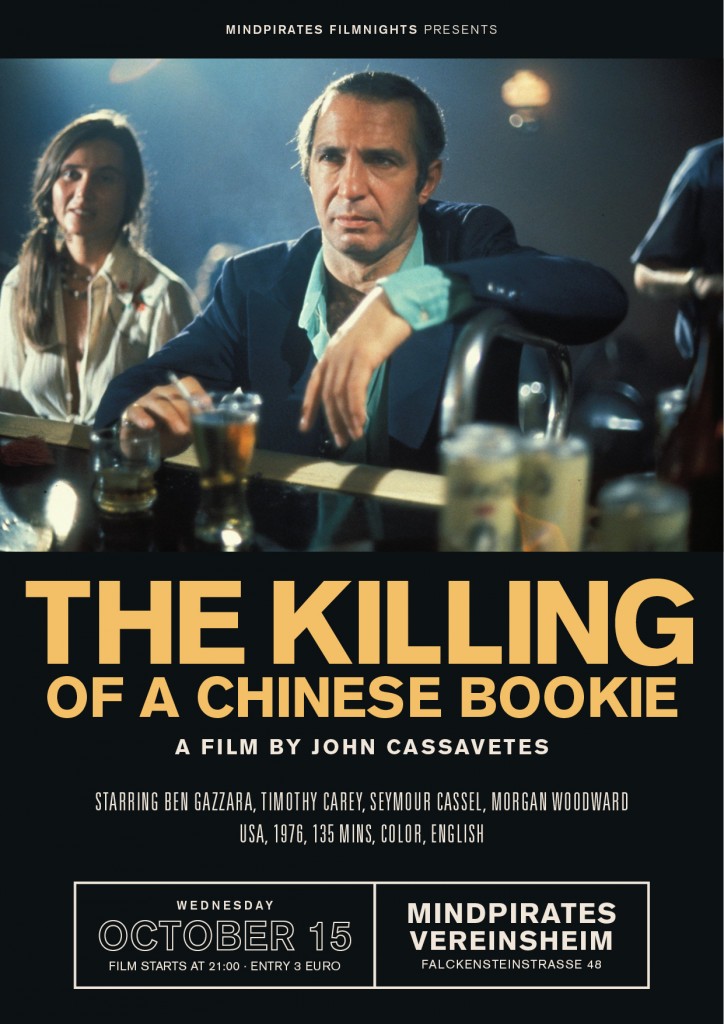 MINDPIRATES FILMNIGHTS PRESENTS
THE KILLING
OF A CHINESE BOOKIE
A FILM BY JOHN CASSAVETES
STARRING BEN GAZZARA, TIMOTHY CAREY, SEYMOUR CASSEL, MORGAN WOODWARD
USA, 1976, 135 MINS, COLOR, ENGLISH
WEDNESDAY
OCTOBER 15
FILM STARTS AT 21:00 · ENTRY 3 EURO
MINDPIRATES
VEREINSHEIM
FALCKENSTEINSTRASSE 48